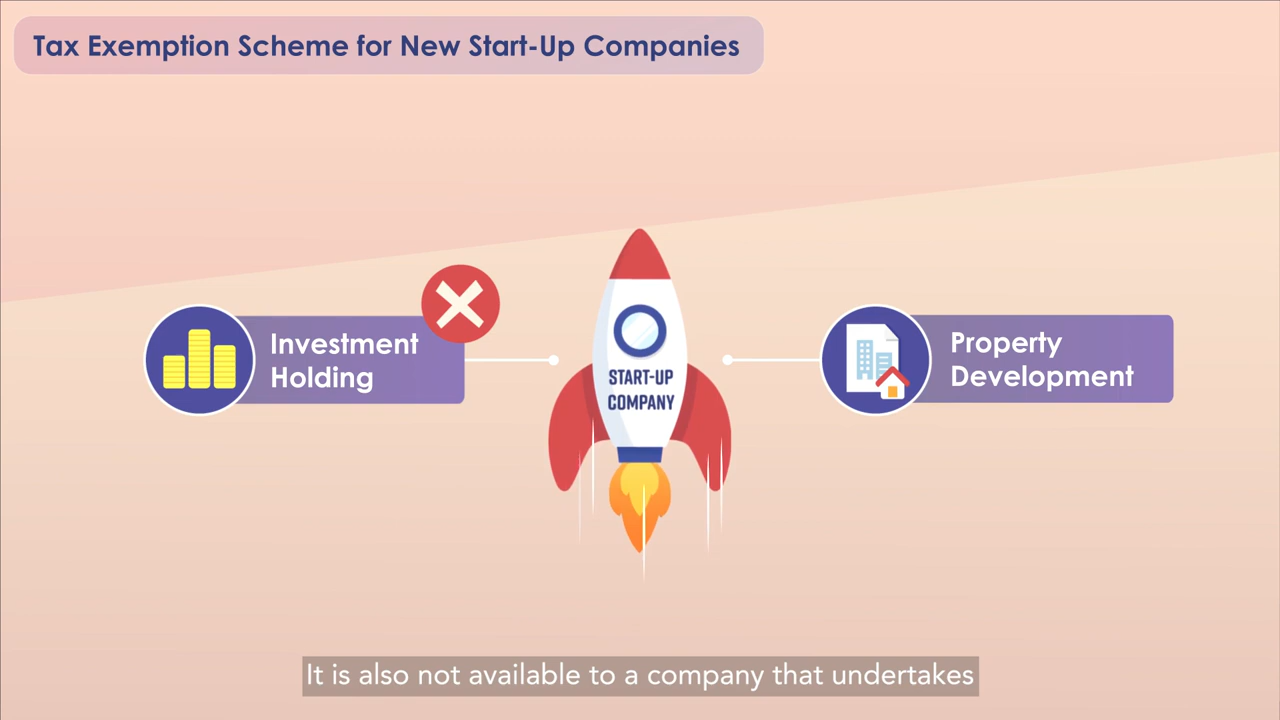 Tax Exemption Scheme for New Start-Up Companies
Investment
Holding
START-UP
COMPANY
Property
Development
It is also not available to a company that undertakes